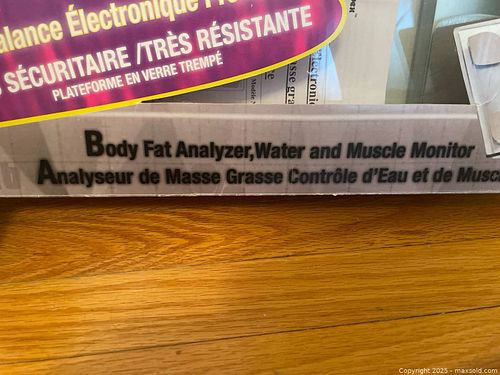 alance Électronique
SÉCURITAIRE /TRÈS RÉSISTANTE
PLATEFORME EN VERRE TREMPÉ
Body Fat Analyzer,Water and Muscle Monitor
Analyseur de Masse Grasse Contrôle d'Eau et de Musc
Copyright 2025 - maxsold.com